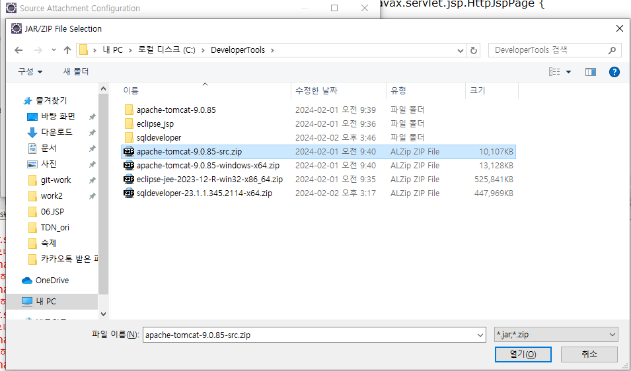 Source Attachment Configuration
avax.servlet.jsp.HttpJspPage {
JAR/ZIP File Selection
내 PC > 로컬 디스크 (C:) > DeveloperTools
DeveloperTools 검색
구성 새 폴더
이름 수정한 날짜 유형 크기
즐겨찾기
바탕 화면
다운로드
문서
사진
git-work
work2
06.JSP
TDN_ori
숙제
카카오톡 받은 파
OneDrive
내 PC
apache-tomcat-9.0.85 2024-02-01 오전 9:39 파일 폴더
eclipse_jsp 2024-02-01 오전 9:36 파일 폴더
sqldeveloper 2024-02-02 오후 3:46 파일 폴더
apache-tomcat-9.0.85-src.zip 2024-02-01 오전 9:40 ALZip ZIP File 10,107KB
apache-tomcat-9.0.85-windows-x64.zip 2024-02-01 오전 9:40 ALZip ZIP File 13,128KB
eclipse-jee-2023-12-R-win32-x86_64.zip 2024-02-01 오전 9:35 ALZip ZIP File 525,841KB
sqldeveloper-23.1.1.345.2114-x64.zip 2024-02-02 오후 3:17 ALZip ZIP File 447,969KB
파일 이름(N): apache-tomcat-9.0.85-src.zip
*.jar;*.zip
열기(O) 취소